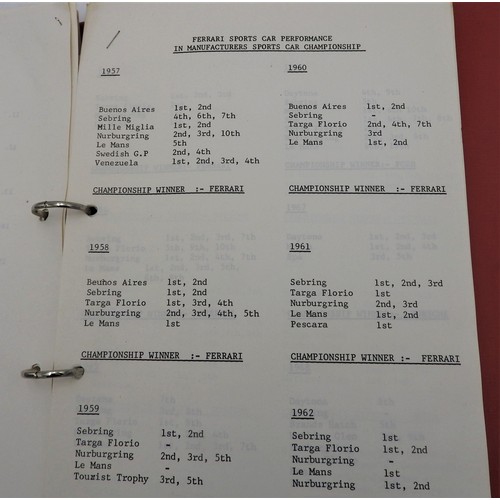 FERRARI SPORTS CAR PERFORMANCE
IN MANUFACTURERS SPORTS CAR CHAMPIONSHIP
1957
Buenos Aires 1st, 2nd
Sebring 4th, 6th, 7th
Mille Miglia 1st, 2nd
Nurburgring 2nd, 3rd, 10th
Le Mans 5th
Swedish G.P 2nd, 4th
Venezuela 1st, 2nd, 3rd, 4th
CHAMPIONSHIP WINNER :- FERRARI
1958
Beuhos Aires 1st, 2nd
Sebring 1st, 2nd
Targa Florio 1st, 3rd, 4th
Nurburgring 2nd, 3rd, 4th, 5th
Le Mans 1st
CHAMPIONSHIP WINNER :- FERRARI
1959
Sebring 1st, 2nd
Targa Florio -
Nurburgring 2nd, 3rd, 5th
Le Mans -
Tourist Trophy 3rd, 5th
1960
Buenos Aires 1st, 2nd
Sebring -
Targa Florio 2nd, 4th, 7th
Nurburgring 3rd
Le Mans 1st, 2nd
CHAMPIONSHIP WINNER :- FERRARI
1961
Sebring 1st, 2nd, 3rd
Targa Florio 1st
Nurburgring 2nd, 3rd
Le Mans 1st, 2nd
Pescara 1st
CHAMPIONSHIP WINNER :- FERRARI
1962
Sebring 1st
Targa Florio 1st, 2nd
Nurburgring -
Le Mans 1st
Nurburgring 1st, 2nd